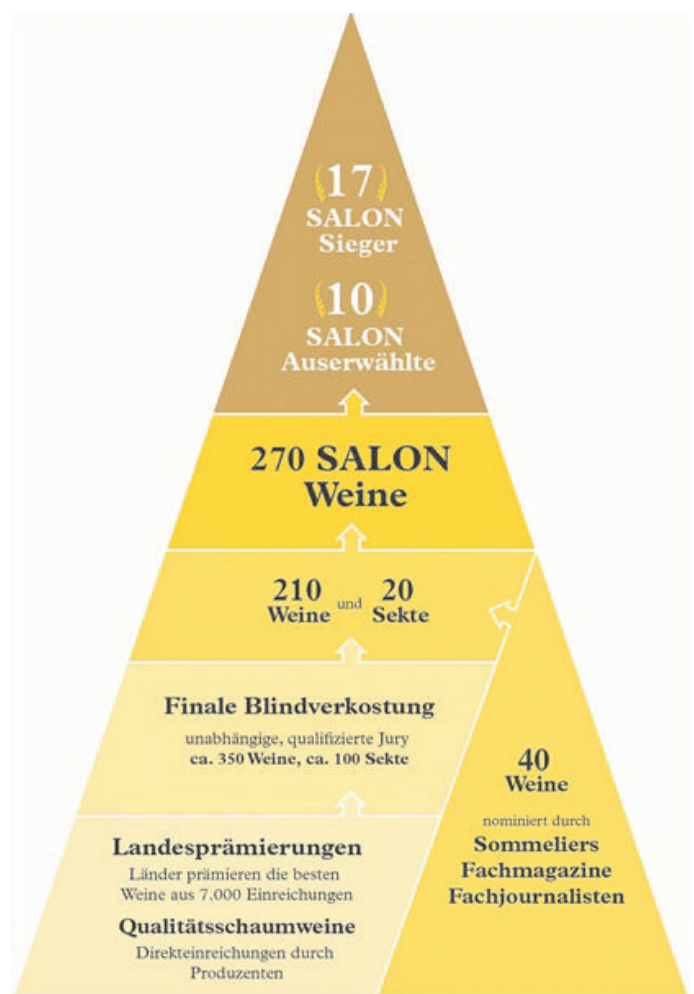 (17)
SALON
Sieger
(10)
SALON
Auserwählte
270 SALON
Weine
210 und 20
Weine Sekte
Finale Blindverkostung
unabhängige, qualifizierte Jury
ca. 350 Weine, ca. 100 Sekte
Landesprämierungen
Länder prämieren die besten
Weine aus 7.000 Einreichungen
Qualitätsschaumweine
Direkteinreichungen durch
Produzenten
40
Weine
nominiert durch
Sommeliers
Fachmagazine
Fachjournalisten